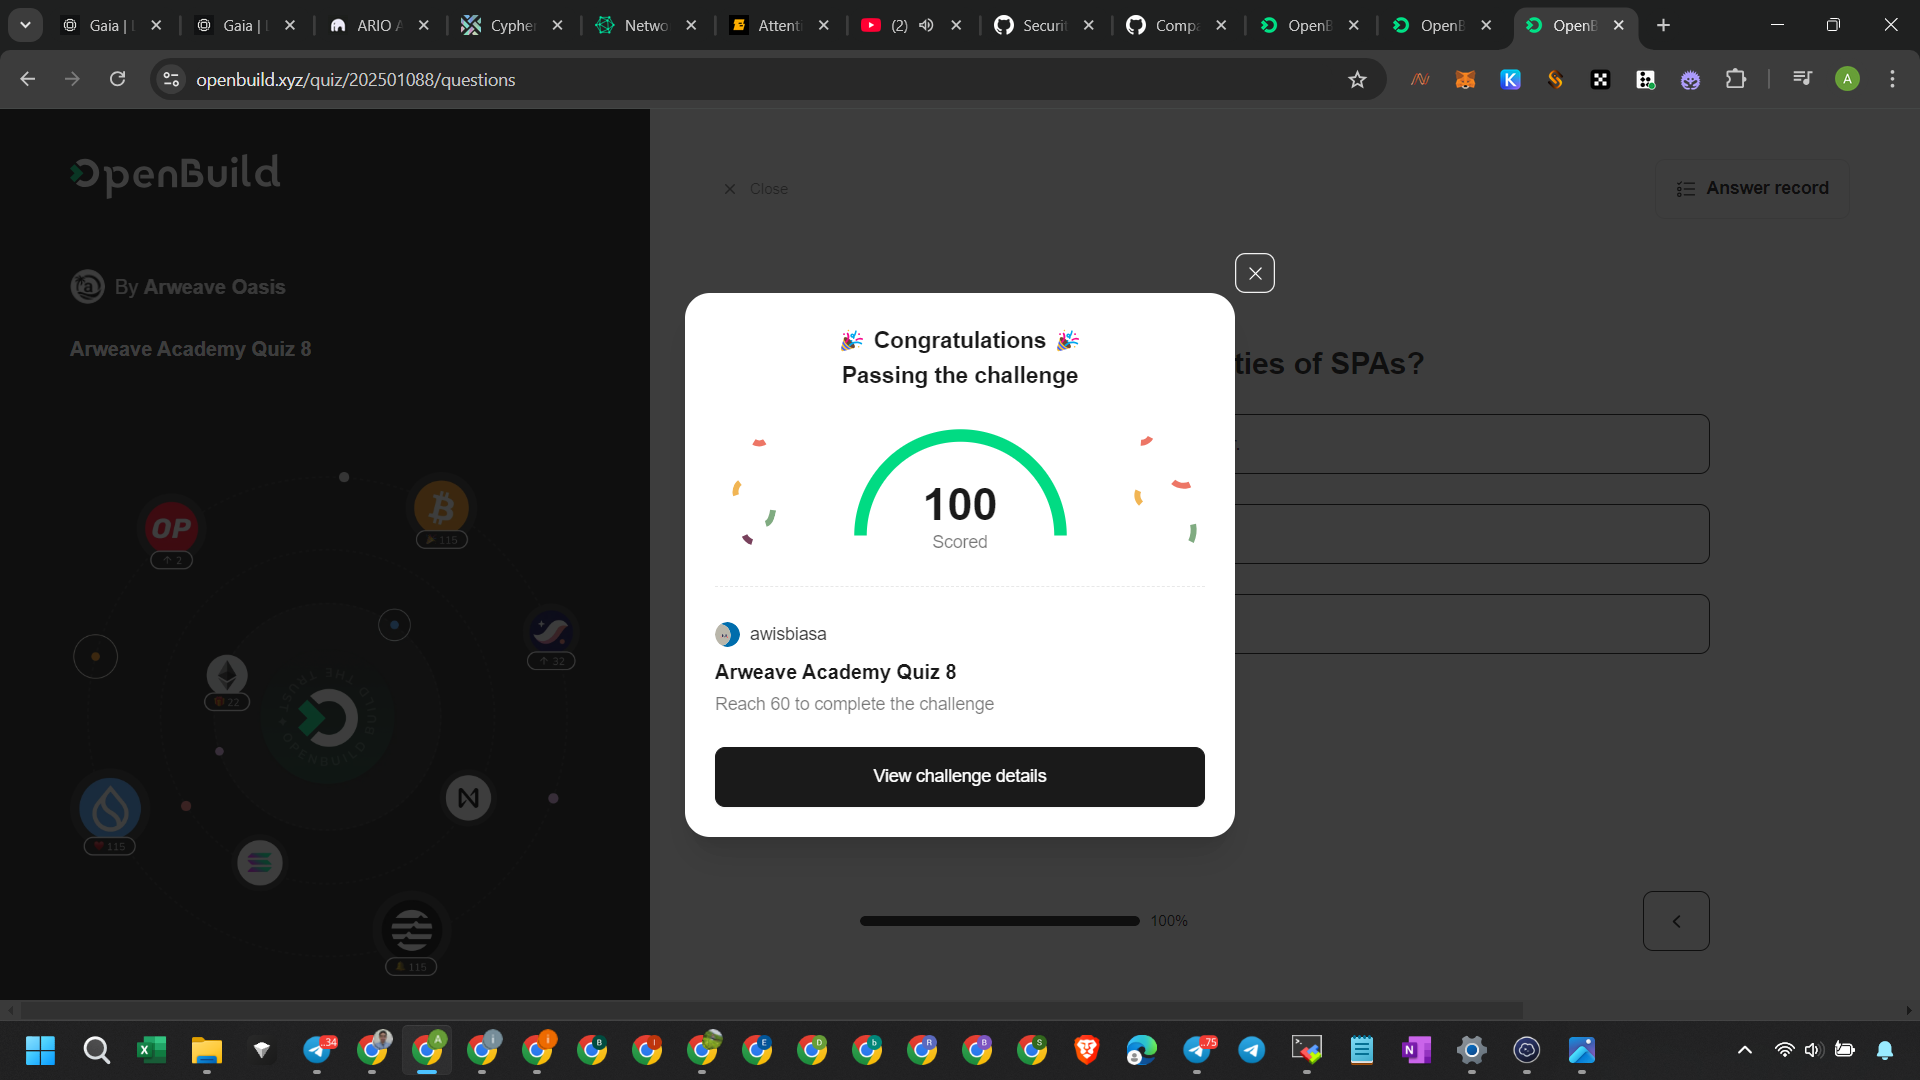 Gaia | L
Gaia | L
ARIO A
Cypher
Netwo
Attenti
(2)
Securit
Compa
OpenB
OpenB
OpenB
openbuild.xyz/quiz/202501088/questions
A
OpenBuild
Close
Answer record
By Arweave Oasis
Arweave Academy Quiz 8
ties of SPAs?
Congratulations
Passing the challenge
100
Scored
awisbiasa
Arweave Academy Quiz 8
Reach 60 to complete the challenge
View challenge details
100%
OP
2
115
32
22
115
115
.34
.75